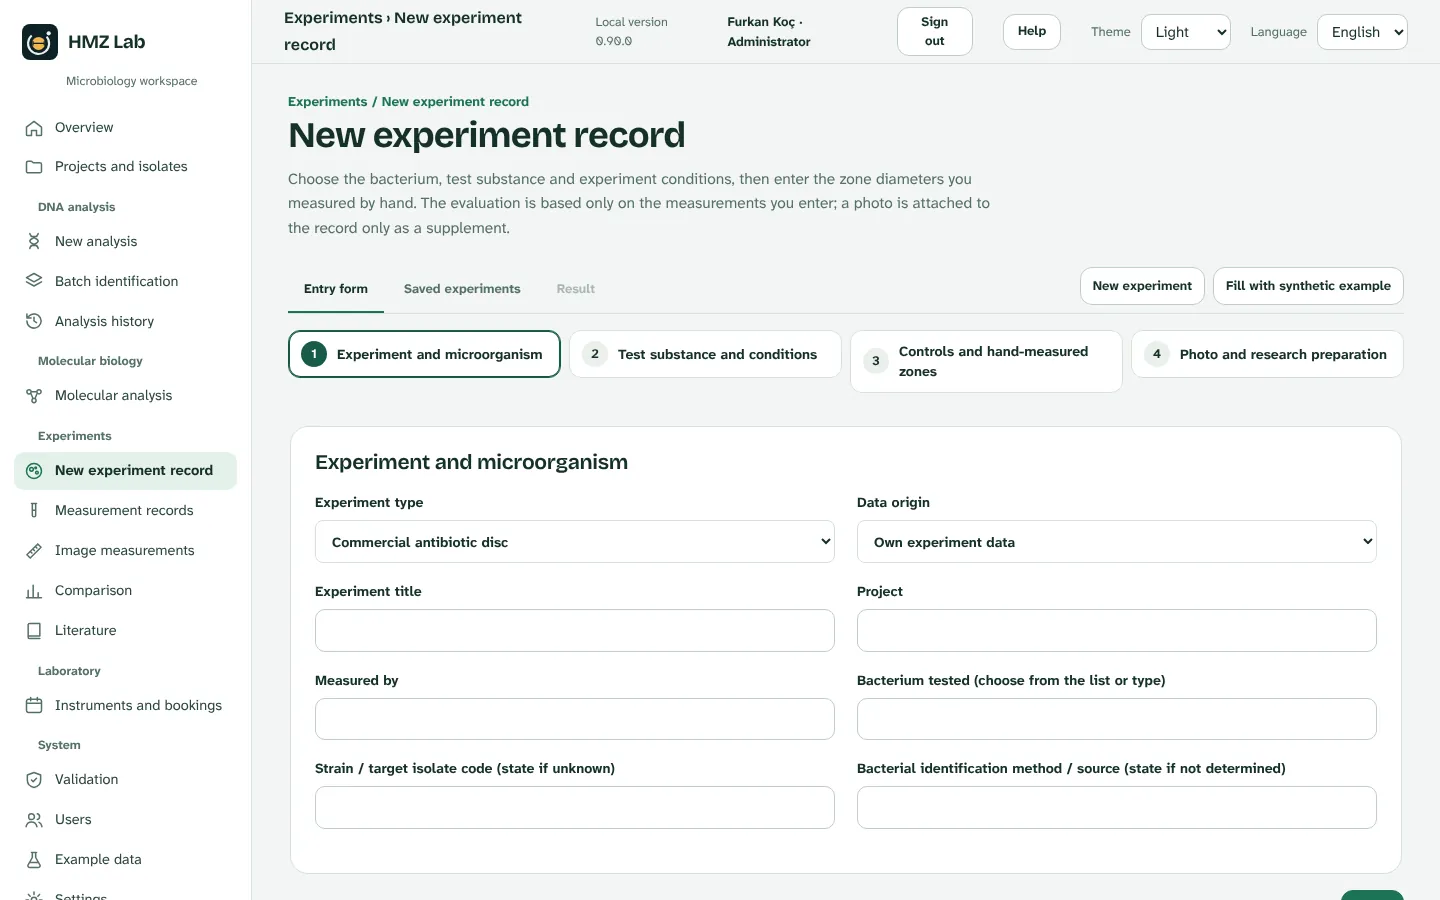 HMZ Lab
Microbiology workspace
Overview
Projects and isolates
DNA analysis
New analysis
Batch identification
Analysis history
Molecular biology
Molecular analysis
Experiments
New experiment record
Measurement records
Image measurements
Comparison
Literature
Laboratory
Instruments and bookings
System
Validation
Users
Example data
Settings
Experiments › New experiment
record
Local version
0.90.0
Furkan Koç ·
Administrator
Sign
out
Help
Theme
Light
Language
English
Experiments / New experiment record
New experiment record
Choose the bacterium, test substance and experiment conditions, then enter the zone diameters you
measured by hand. The evaluation is based only on the measurements you enter; a photo is attached to
the record only as a supplement.
Entry form
Saved experiments
Result
New experiment
Fill with synthetic example
1 Experiment and microorganism
2 Test substance and conditions
3 Controls and hand-measured
zones
4 Photo and research preparation
Experiment and microorganism
Experiment type
Data origin
Commercial antibiotic disc
Own experiment data
Experiment title
Project
Measured by
Bacterium tested (choose from the list or type)
Strain / target isolate code (state if unknown)
Bacterial identification method / source (state if not determined)